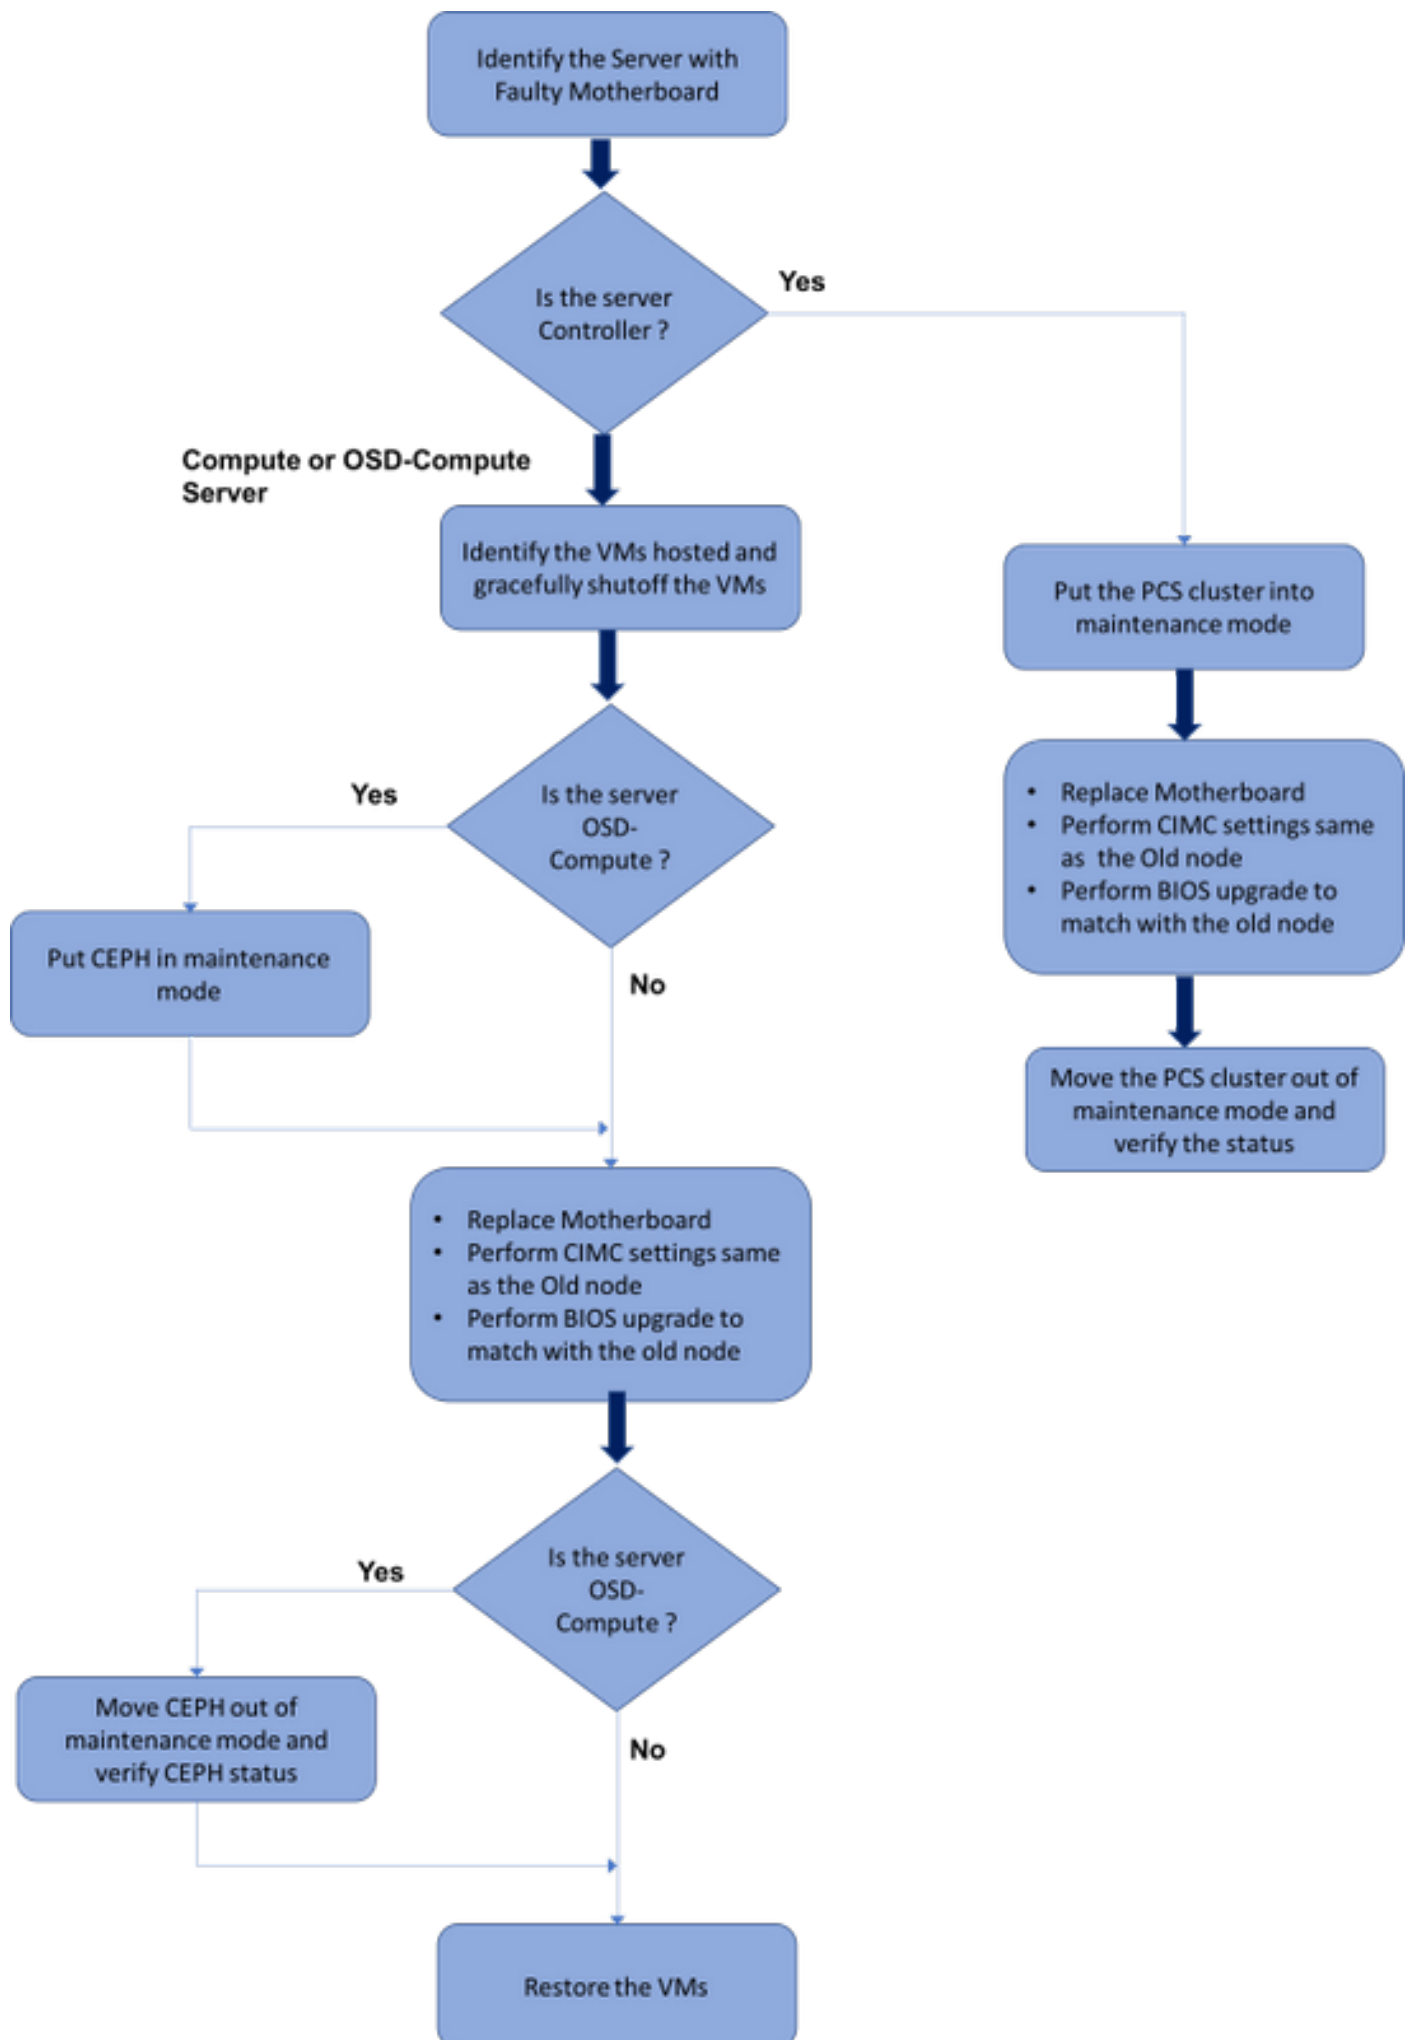 Identify the Server with
Faulty Motherboard
Is the server
Controller ?
Yes
Compute or OSD-Compute
Server
Identify the VMs hosted and
gracefully shutoff the VMs
Put the PCS cluster into
maintenance mode
Is the server
OSD-
Compute ?
Yes
No
Put CEPH in maintenance
mode
• Replace Motherboard
• Perform CIMC settings same
as the Old node
• Perform BIOS upgrade to
match with the old node
Move the PCS cluster out of
maintenance mode and
verify the status
• Replace Motherboard
• Perform CIMC settings same
as the Old node
• Perform BIOS upgrade to
match with the old node
Is the server
OSD-
Compute ?
Yes
No
Move CEPH out of
maintenance mode and
verify CEPH status
Restore the VMs